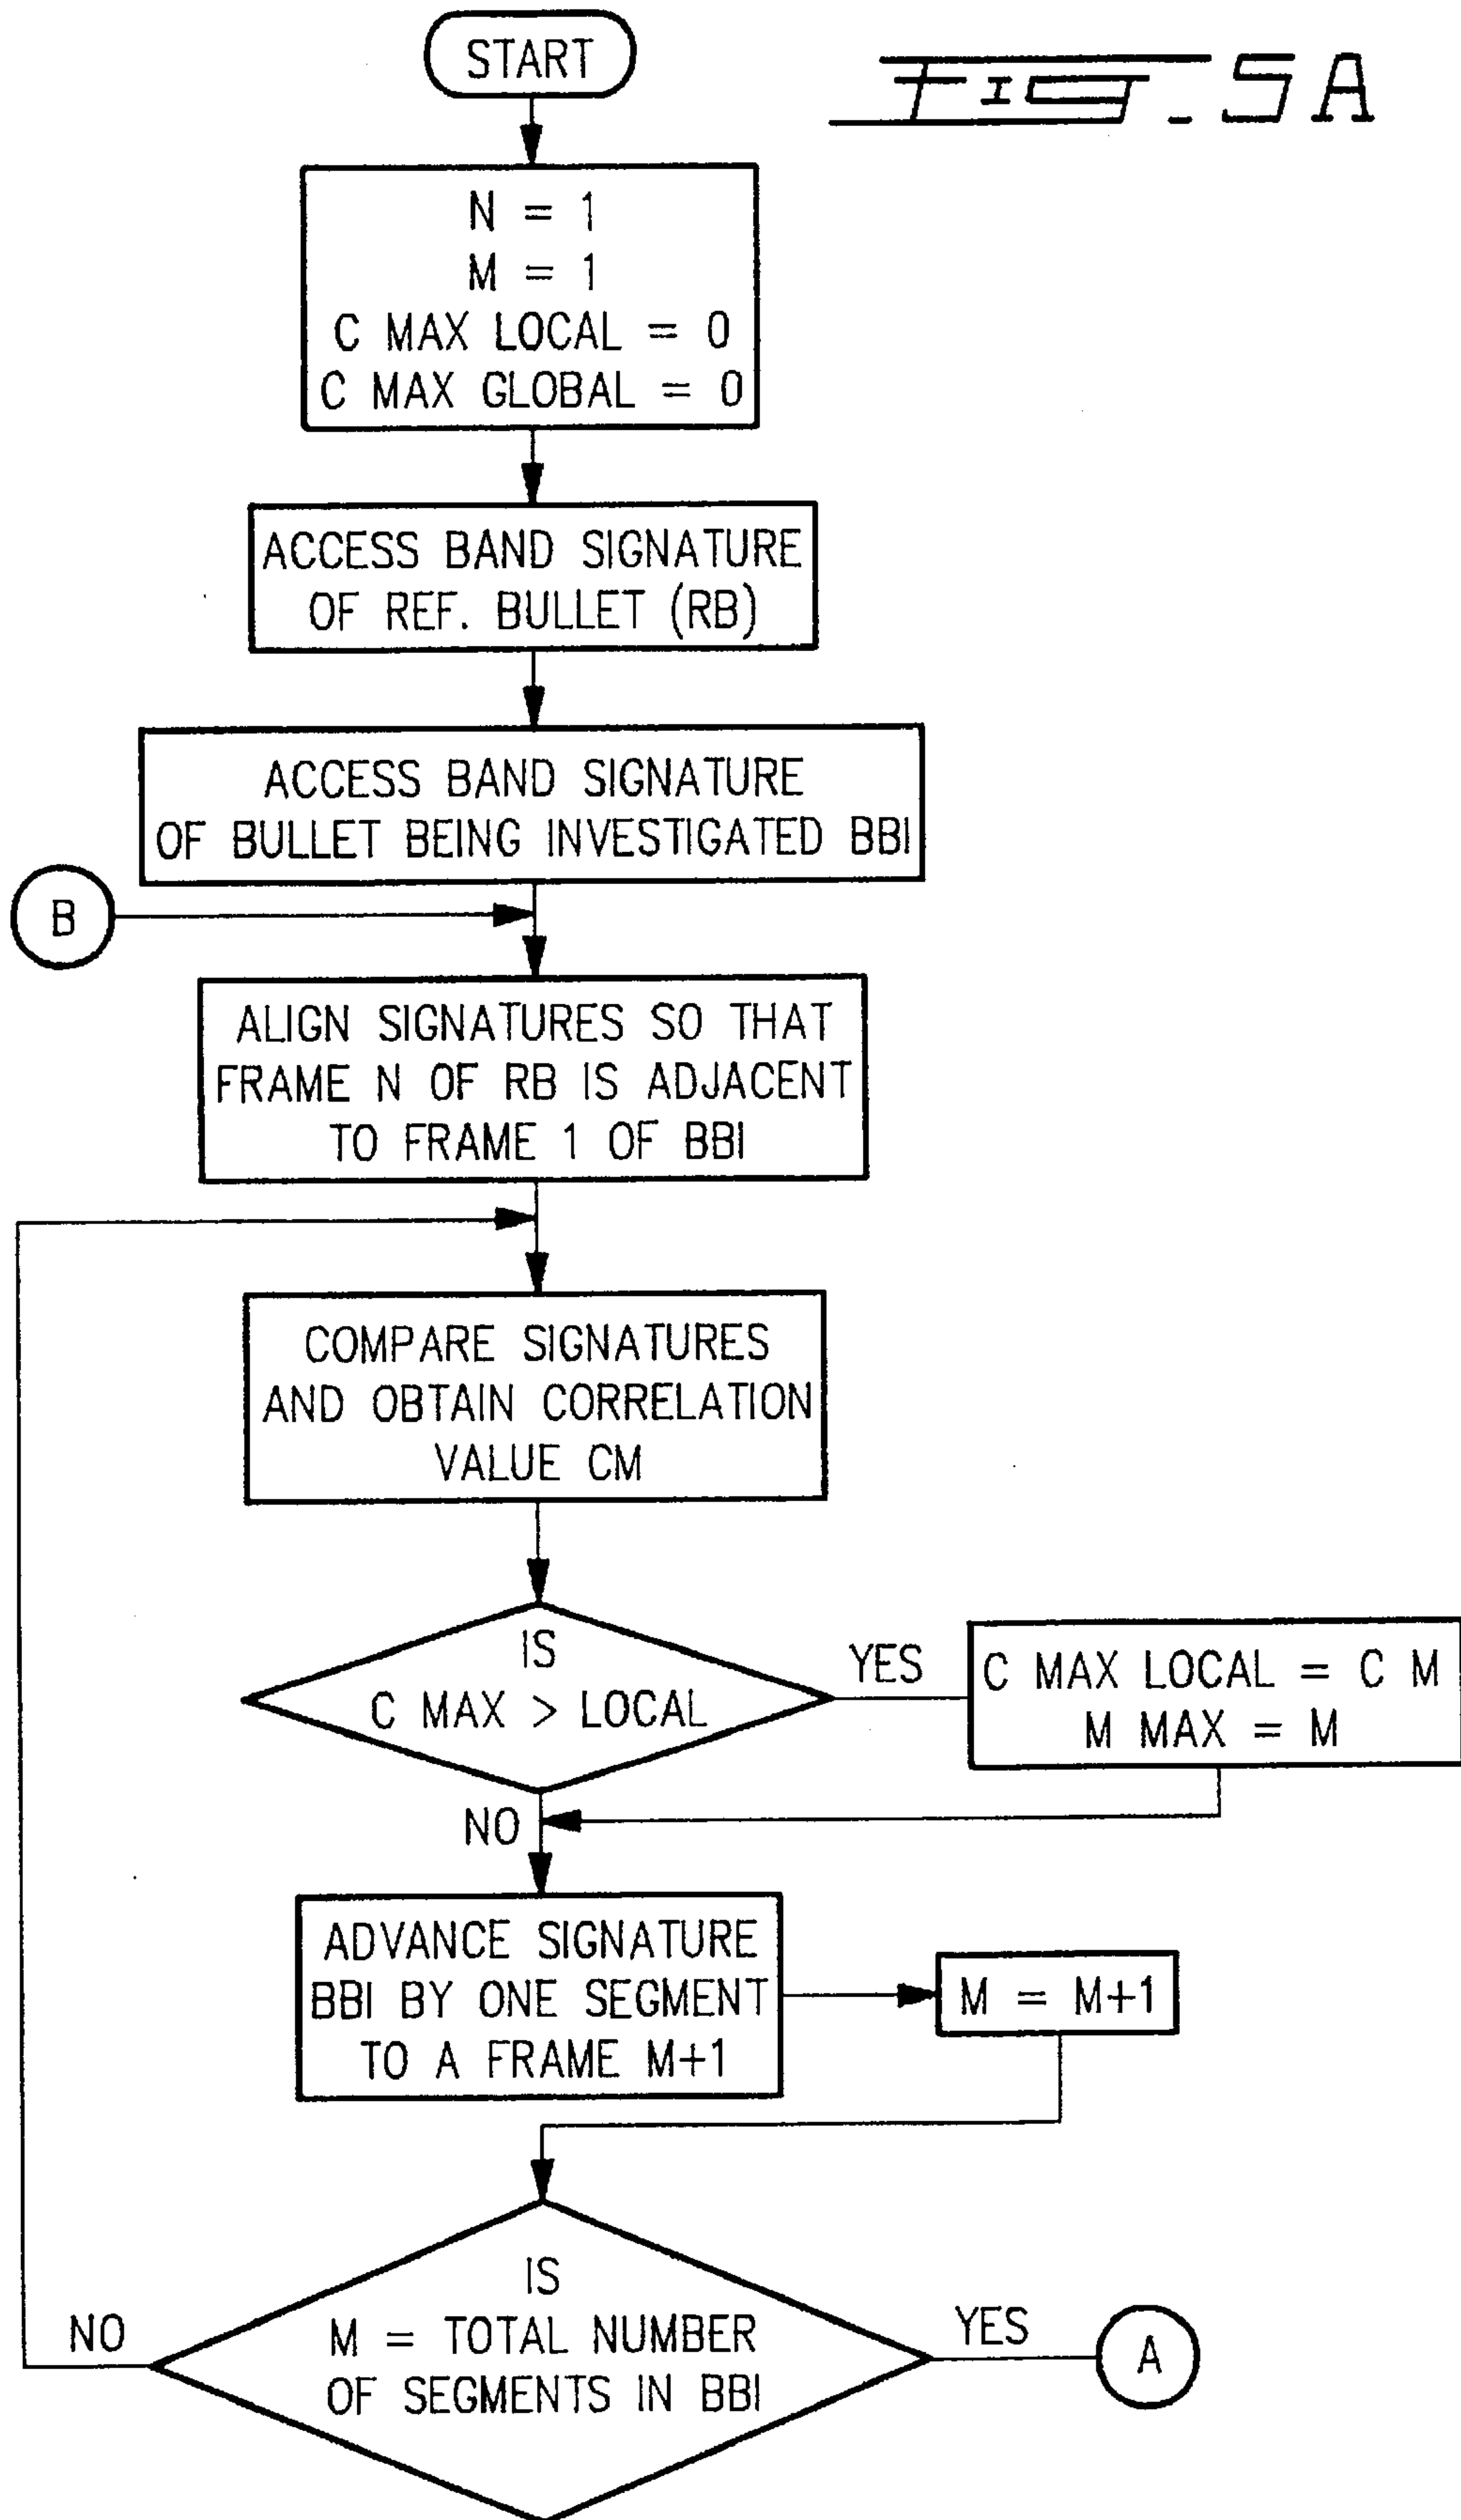 START
FIG_5A
N = 1
M = 1
C MAX LOCAL = 0
C MAX GLOBAL = 0
ACCESS BAND SIGNATURE
OF REF. BULLET (RB)
ACCESS BAND SIGNATURE
OF BULLET BEING INVESTIGATED BBI
B
ALIGN SIGNATURES SO THAT
FRAME N OF RB IS ADJACENT
TO FRAME 1 OF BBI
COMPARE SIGNATURES
AND OBTAIN CORRELATION
VALUE CM
IS
C MAX > LOCAL
YES
C MAX LOCAL = C M
M MAX = M
NO
ADVANCE SIGNATURE
BBI BY ONE SEGMENT
TO A FRAME M+1
M = M+1
IS
M = TOTAL NUMBER
OF SEGMENTS IN BBI
NO
YES
A